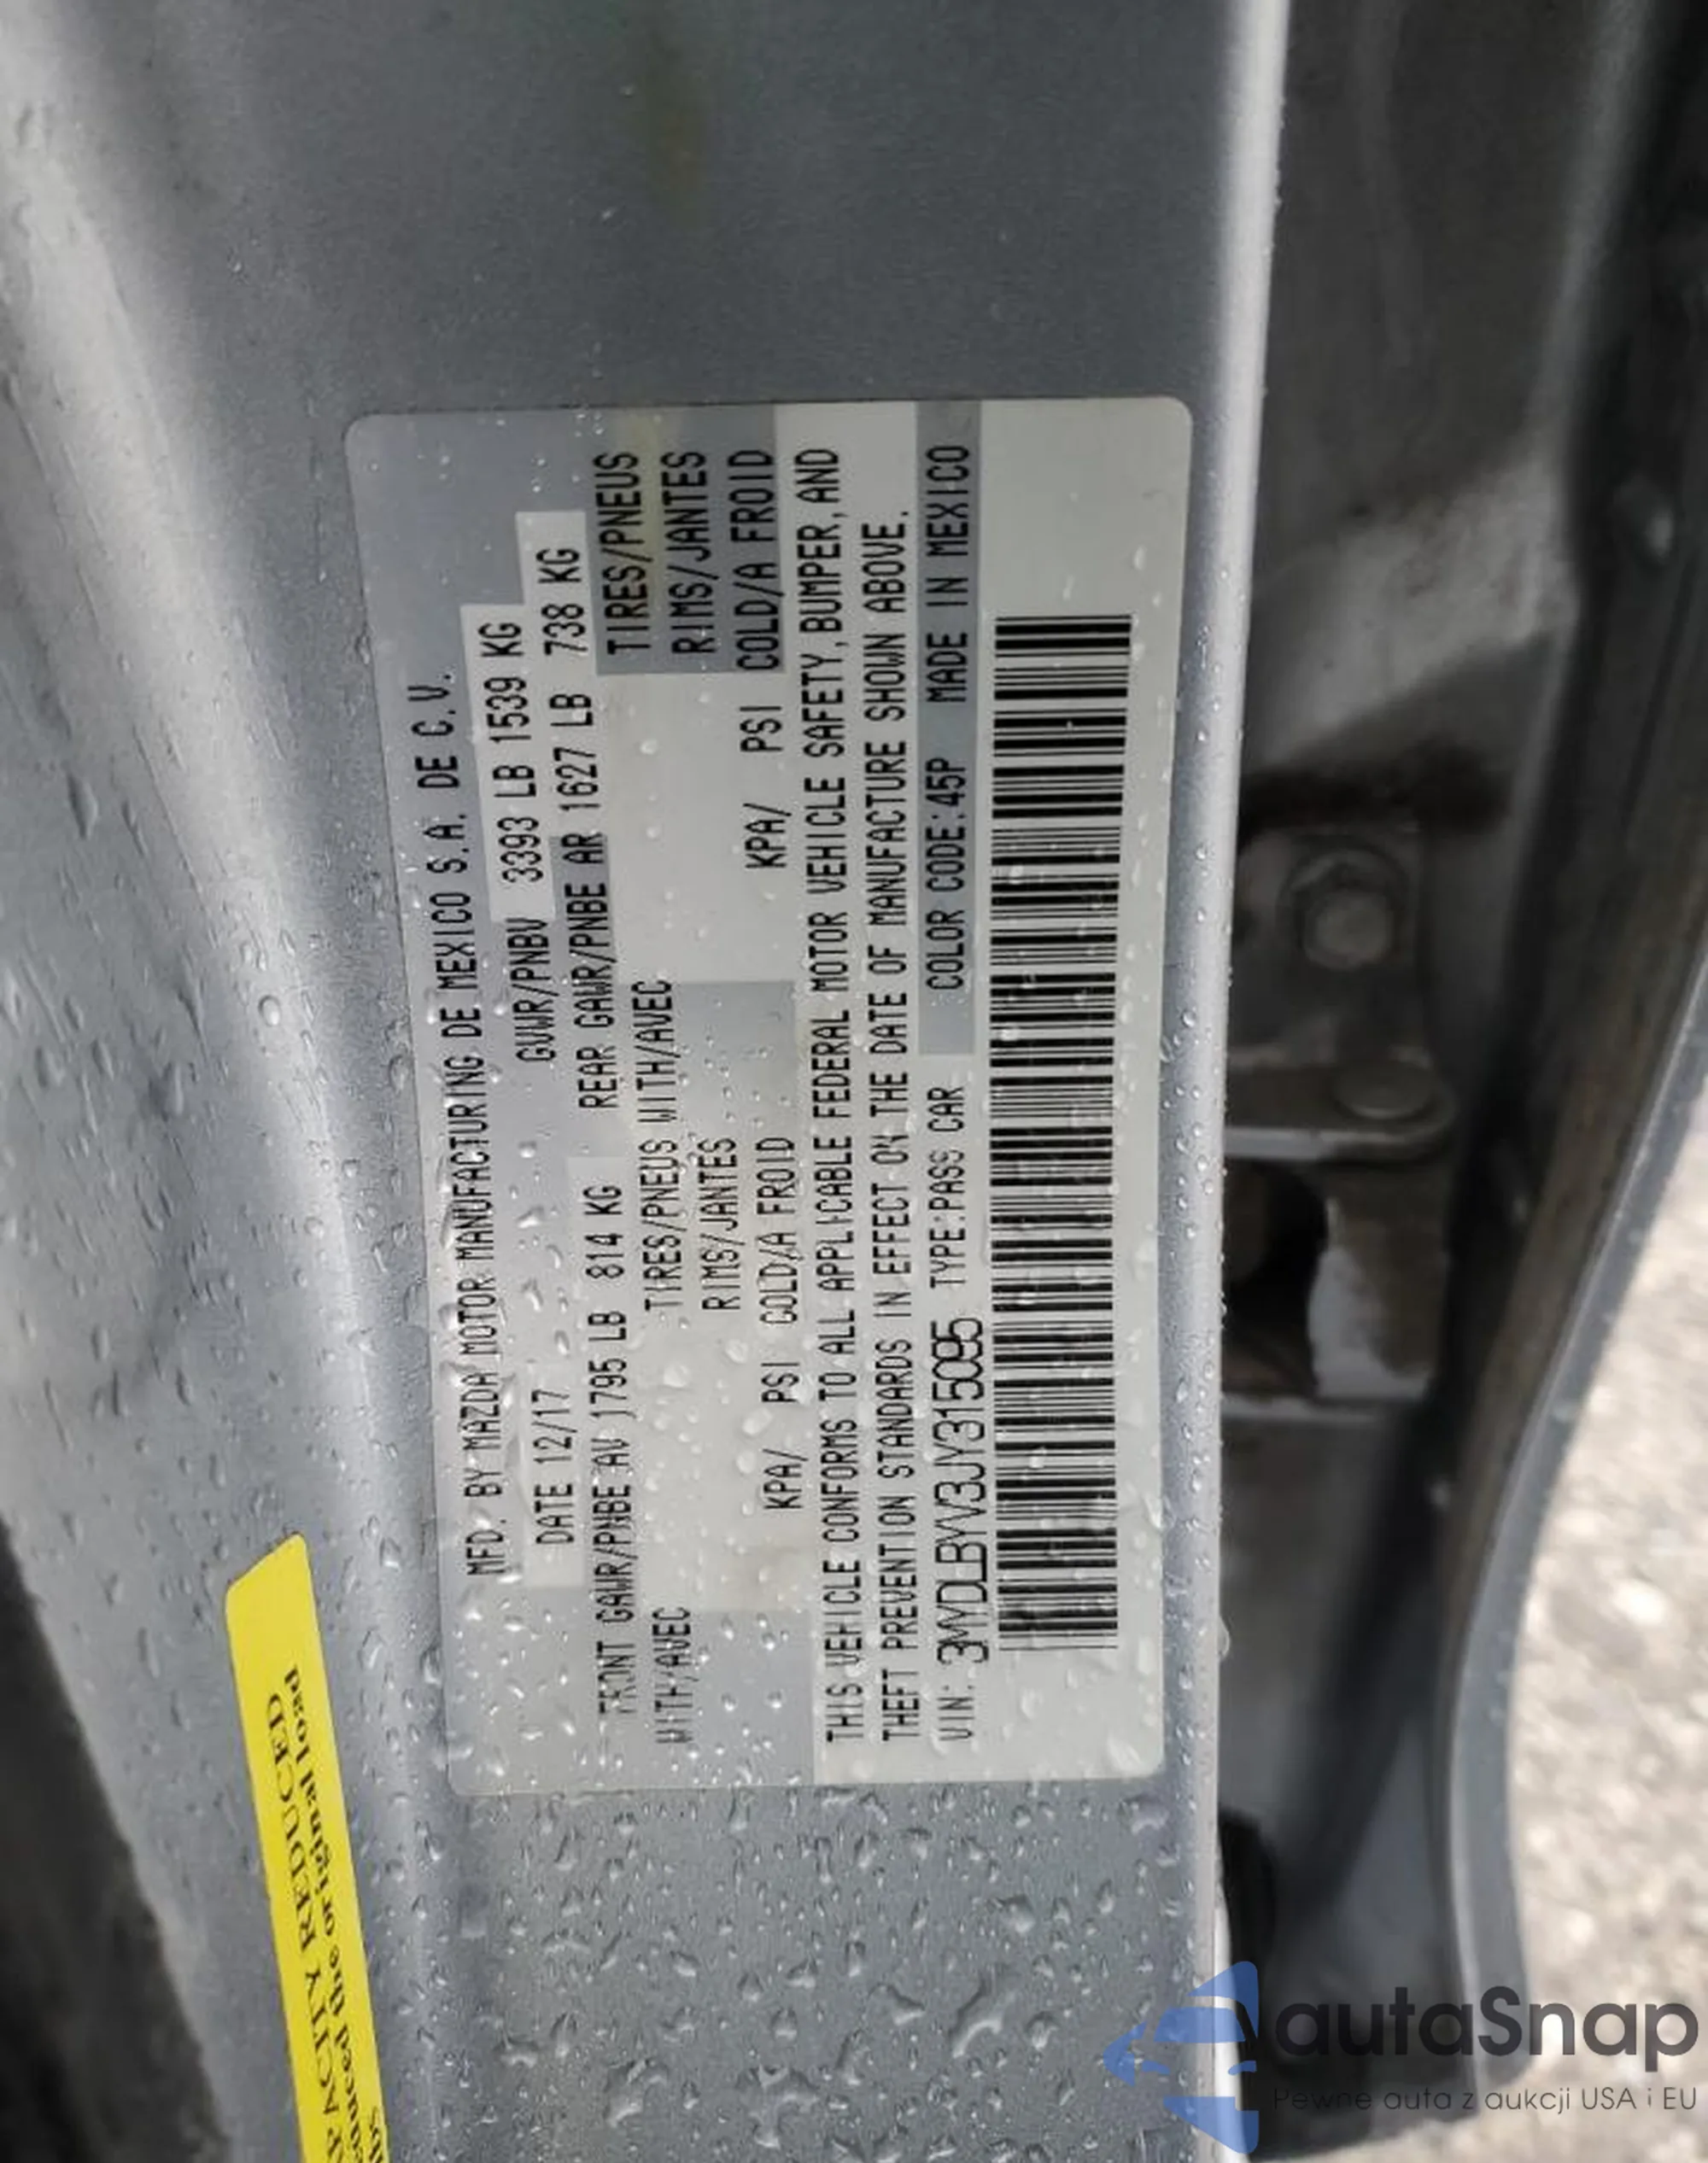 MFD. BY MAZDA MOTOR MANUFACTURING DE MEXICO S.A. DE C.V.
DATE 12/17 GVWR/PNBV 3393 LB 1539 KG
FRONT GAWR/PNBE AV 1795 LB 814 KG REAR GAWR/PNBE AR 1627 LB 738 KG
WITH/AVEC TIRES/PNEUS WITH/AVEC TIRES/PNEUS
RIMS/JANTES RIMS/JANTES
KPA/ PSI COLD/A FROID KPA/ PSI COLD/A FROID
THIS VEHICLE CONFORMS TO ALL APPLICABLE FEDERAL MOTOR VEHICLE SAFETY, BUMPER, AND
THEFT PREVENTION STANDARDS IN EFFECT ON THE DATE OF MANUFACTURE SHOWN ABOVE.
VIN: 3MYDLBYV3JY315095 TYPE:PASS CAR COLOR CODE:45P MADE IN MEXICO
REDUCED
the original load
autaSnap
Pewne auta z aukcji USA i EU